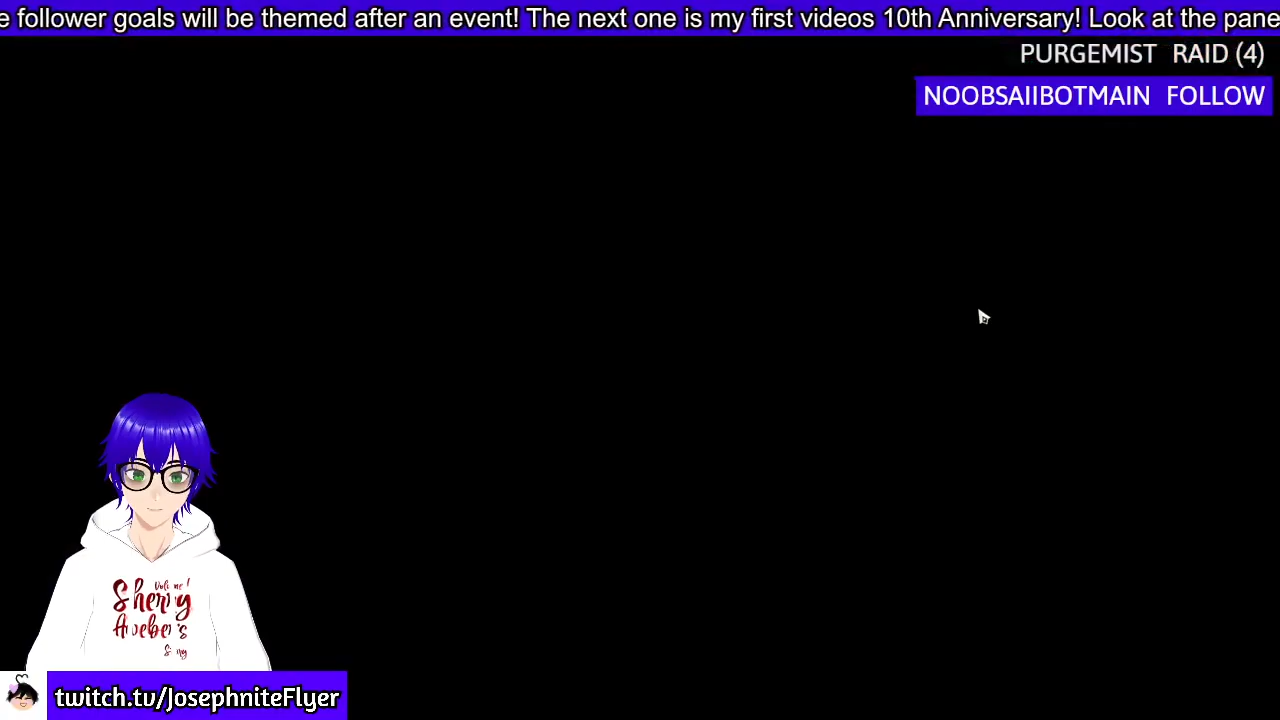 e follower goals will be themed after an event! The next one is my first videos 10th Anniversary! Look at the pane
PURGEMIST RAID (4)
NOOBSAIIBOTMAIN FOLLOW
Sherry
twitch.tv/JosephniteFlyer